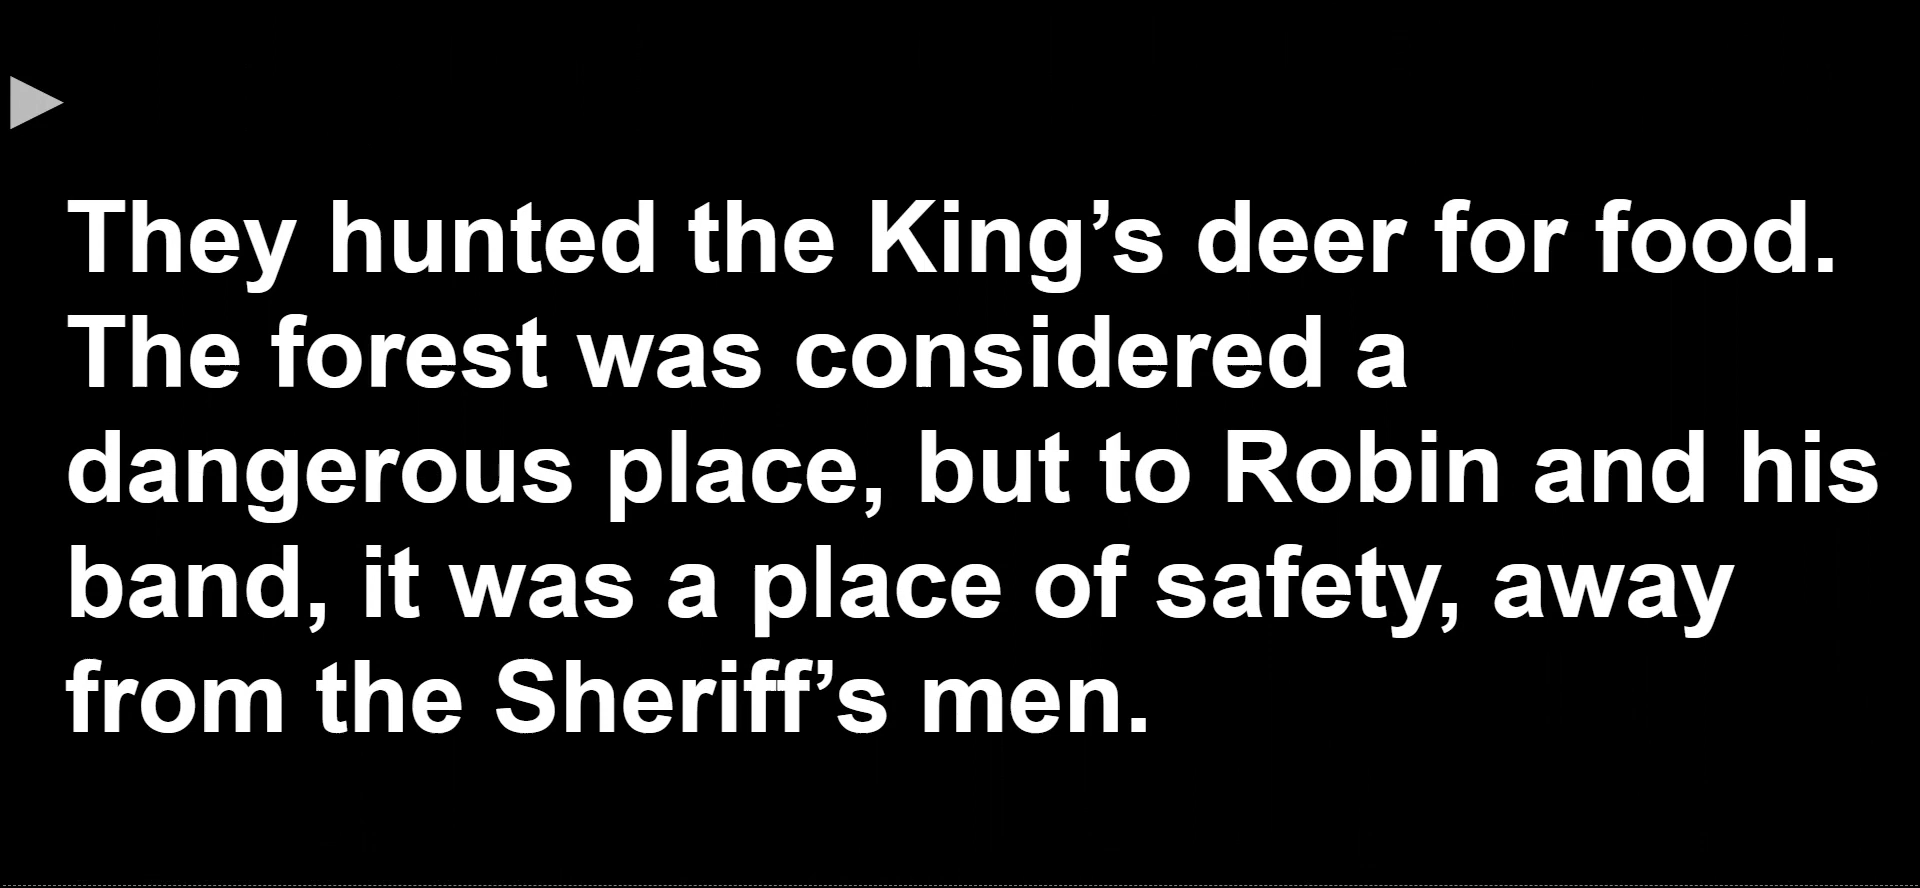 They hunted the King’s deer for food.
The forest was considered a
dangerous place, but to Robin and his
band, it was a place of safety, away
from the Sheriff’s men.